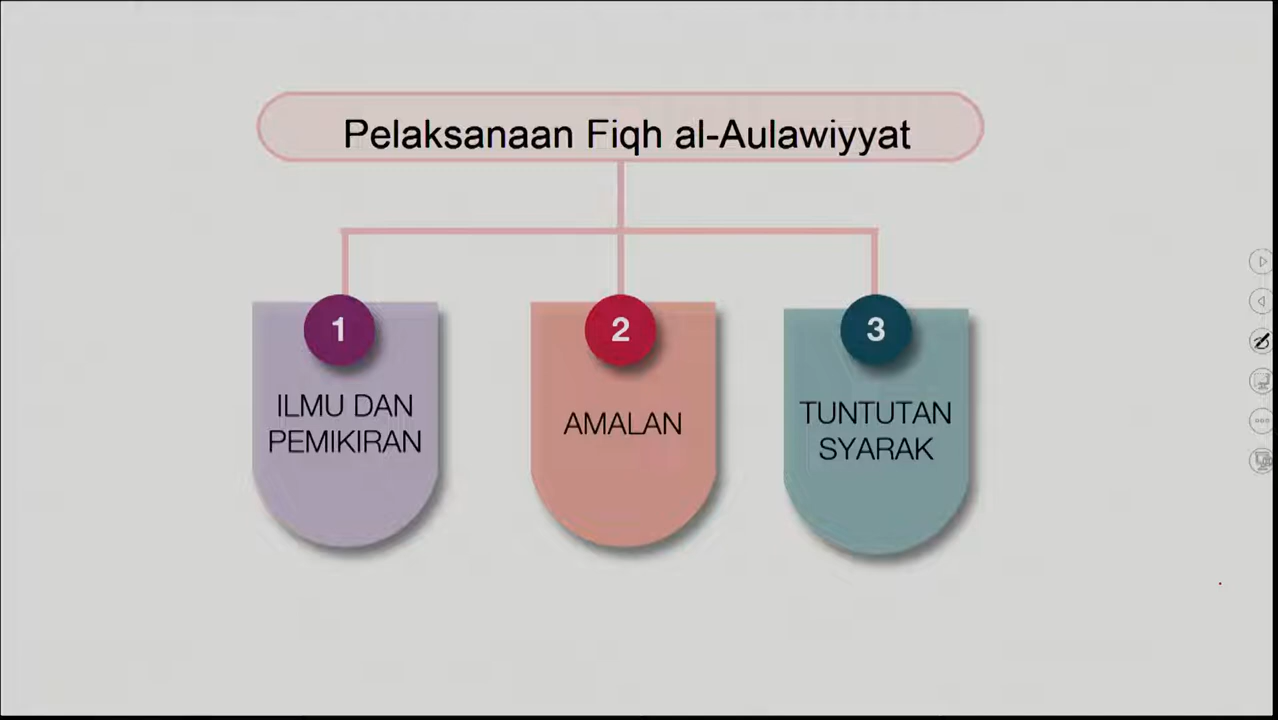 Pelaksanaan Fiqh al-Aulawiyyat
1
ILMU DAN
PEMIKIRAN
2
AMALAN
3
TUNTUTAN
SYARAK